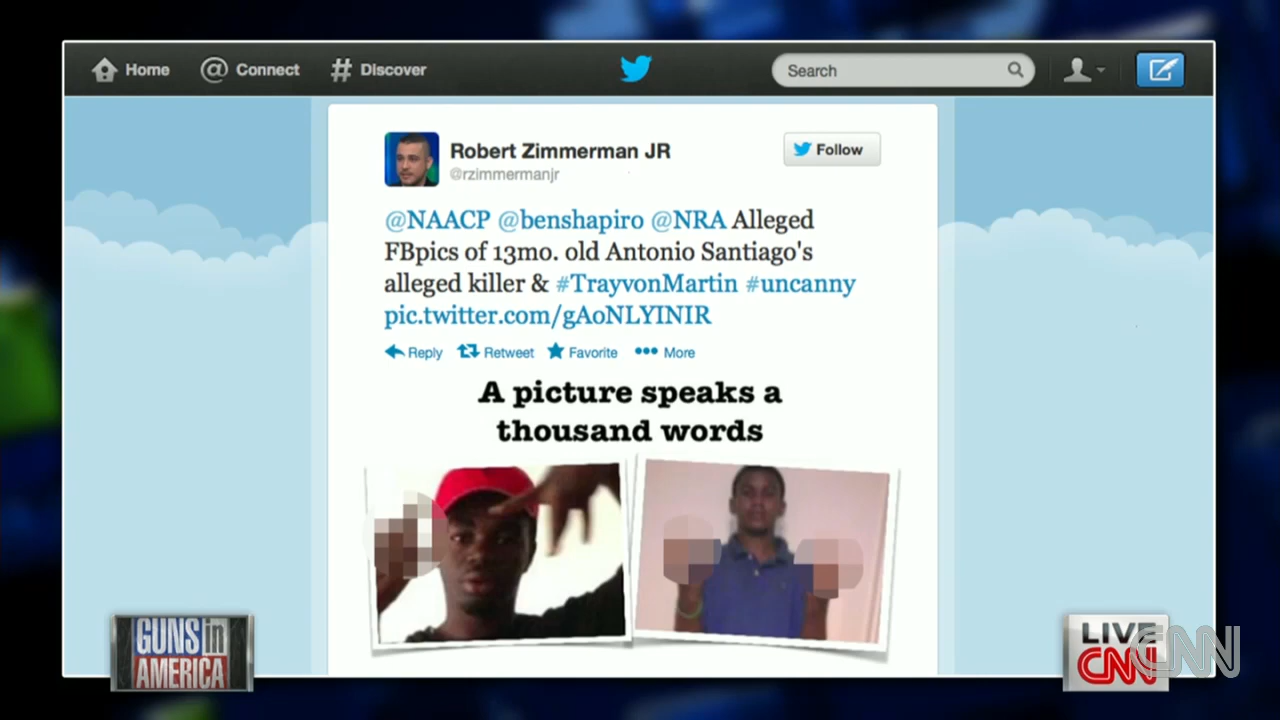 Home
Connect
Discover
Search
Robert Zimmerman JR
@rzimmermanjr
Follow
@NAACP @benshapiro @NRA Alleged
FBpics of 13mo. old Antonio Santiago's
alleged killer & #TrayvonMartin #uncanny
pic.twitter.com/gAoNLYINIR
Reply Retweet Favorite More
A picture speaks a
thousand words
GUNS in
AMERICA
LIVE
CNN
CNN